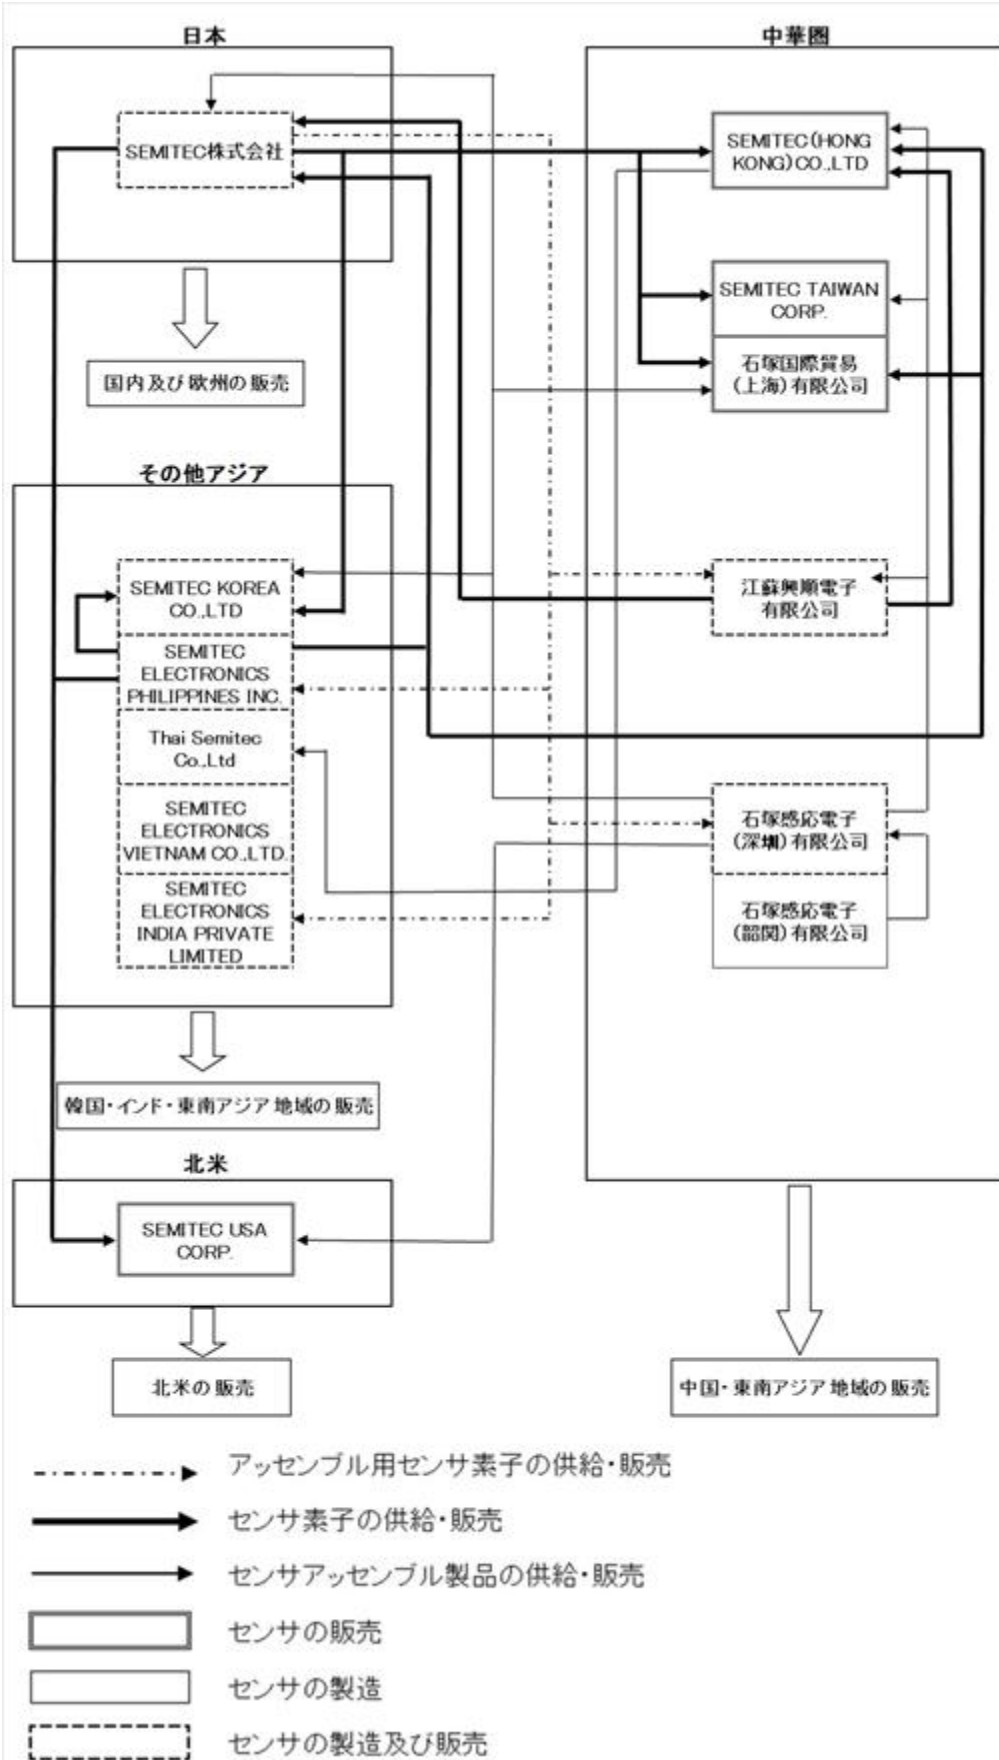 日本
SEMITEC株式会社
国内及び欧州の販売
その他アジア
SEMITEC KOREA
CO.,LTD
SEMITEC
ELECTRONICS
PHILIPPINES INC.
Thai Semitec
Co.,Ltd
SEMITEC
ELECTRONICS
VIETNAM CO.,LTD.
SEMITEC
ELECTRONICS
INDIA PRIVATE
LIMITED
韓国・インド・東南アジア地域の販売
北米
SEMITEC USA
CORP.
北米の販売
中華圏
SEMITEC(HONG
KONG)CO.,LTD
SEMITEC TAIWAN
CORP.
石塚国際貿易
(上海)有限公司
江蘇興順電子
有限公司
石塚感応電子
(深圳)有限公司
石塚感応電子
(韶関)有限公司
中国・東南アジア地域の販売
アッセンブル用センサ素子の供給・販売
センサ素子の供給・販売
センサアッセンブル製品の供給・販売
センサの販売
センサの製造
センサの製造及び販売